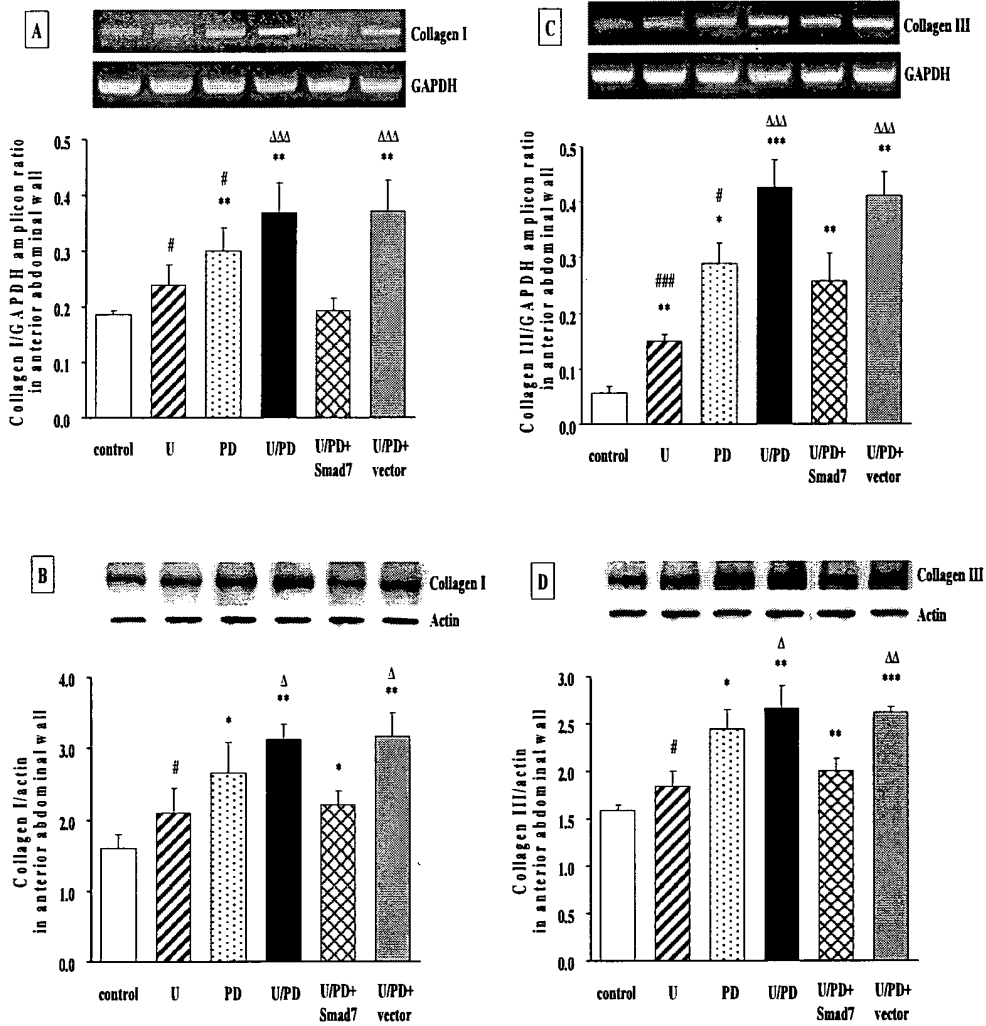 A
Collagen I
GAPDH
Collagen I/GAPDH amplicon ratio
in anterior abdominal wall
0.5
0.4
0.3
0.2
0.1
0.0
#
#
**
ΔΔΔ
**
ΔΔΔ
**
control
U
PD
U/PD
U/PD+
Smad7
U/PD+
vector
C
Collagen III
GAPDH
Collagen III/GAPDH amplicon ratio
in anterior abdominal wall
0.5
0.4
0.3
0.2
0.1
0.0
###
**
#
*
ΔΔΔ
***
**
ΔΔΔ
**
control
U
PD
U/PD
U/PD+
Smad7
U/PD+
vector
B
Collagen I
Actin
Collagen I/actin
in anterior abdominal wall
4.0
3.0
2.0
1.0
0.0
#
*
Δ
**
*
Δ
**
control
U
PD
U/PD
U/PD+
Smad7
U/PD+
vector
D
Collagen III
Actin
Collagen III/actin
in anterior abdominal wall
3.0
2.5
2.0
1.5
1.0
0.5
0.0
#
*
Δ
**
**
ΔΔ
***
control
U
PD
U/PD
U/PD+
Smad7
U/PD+
vector